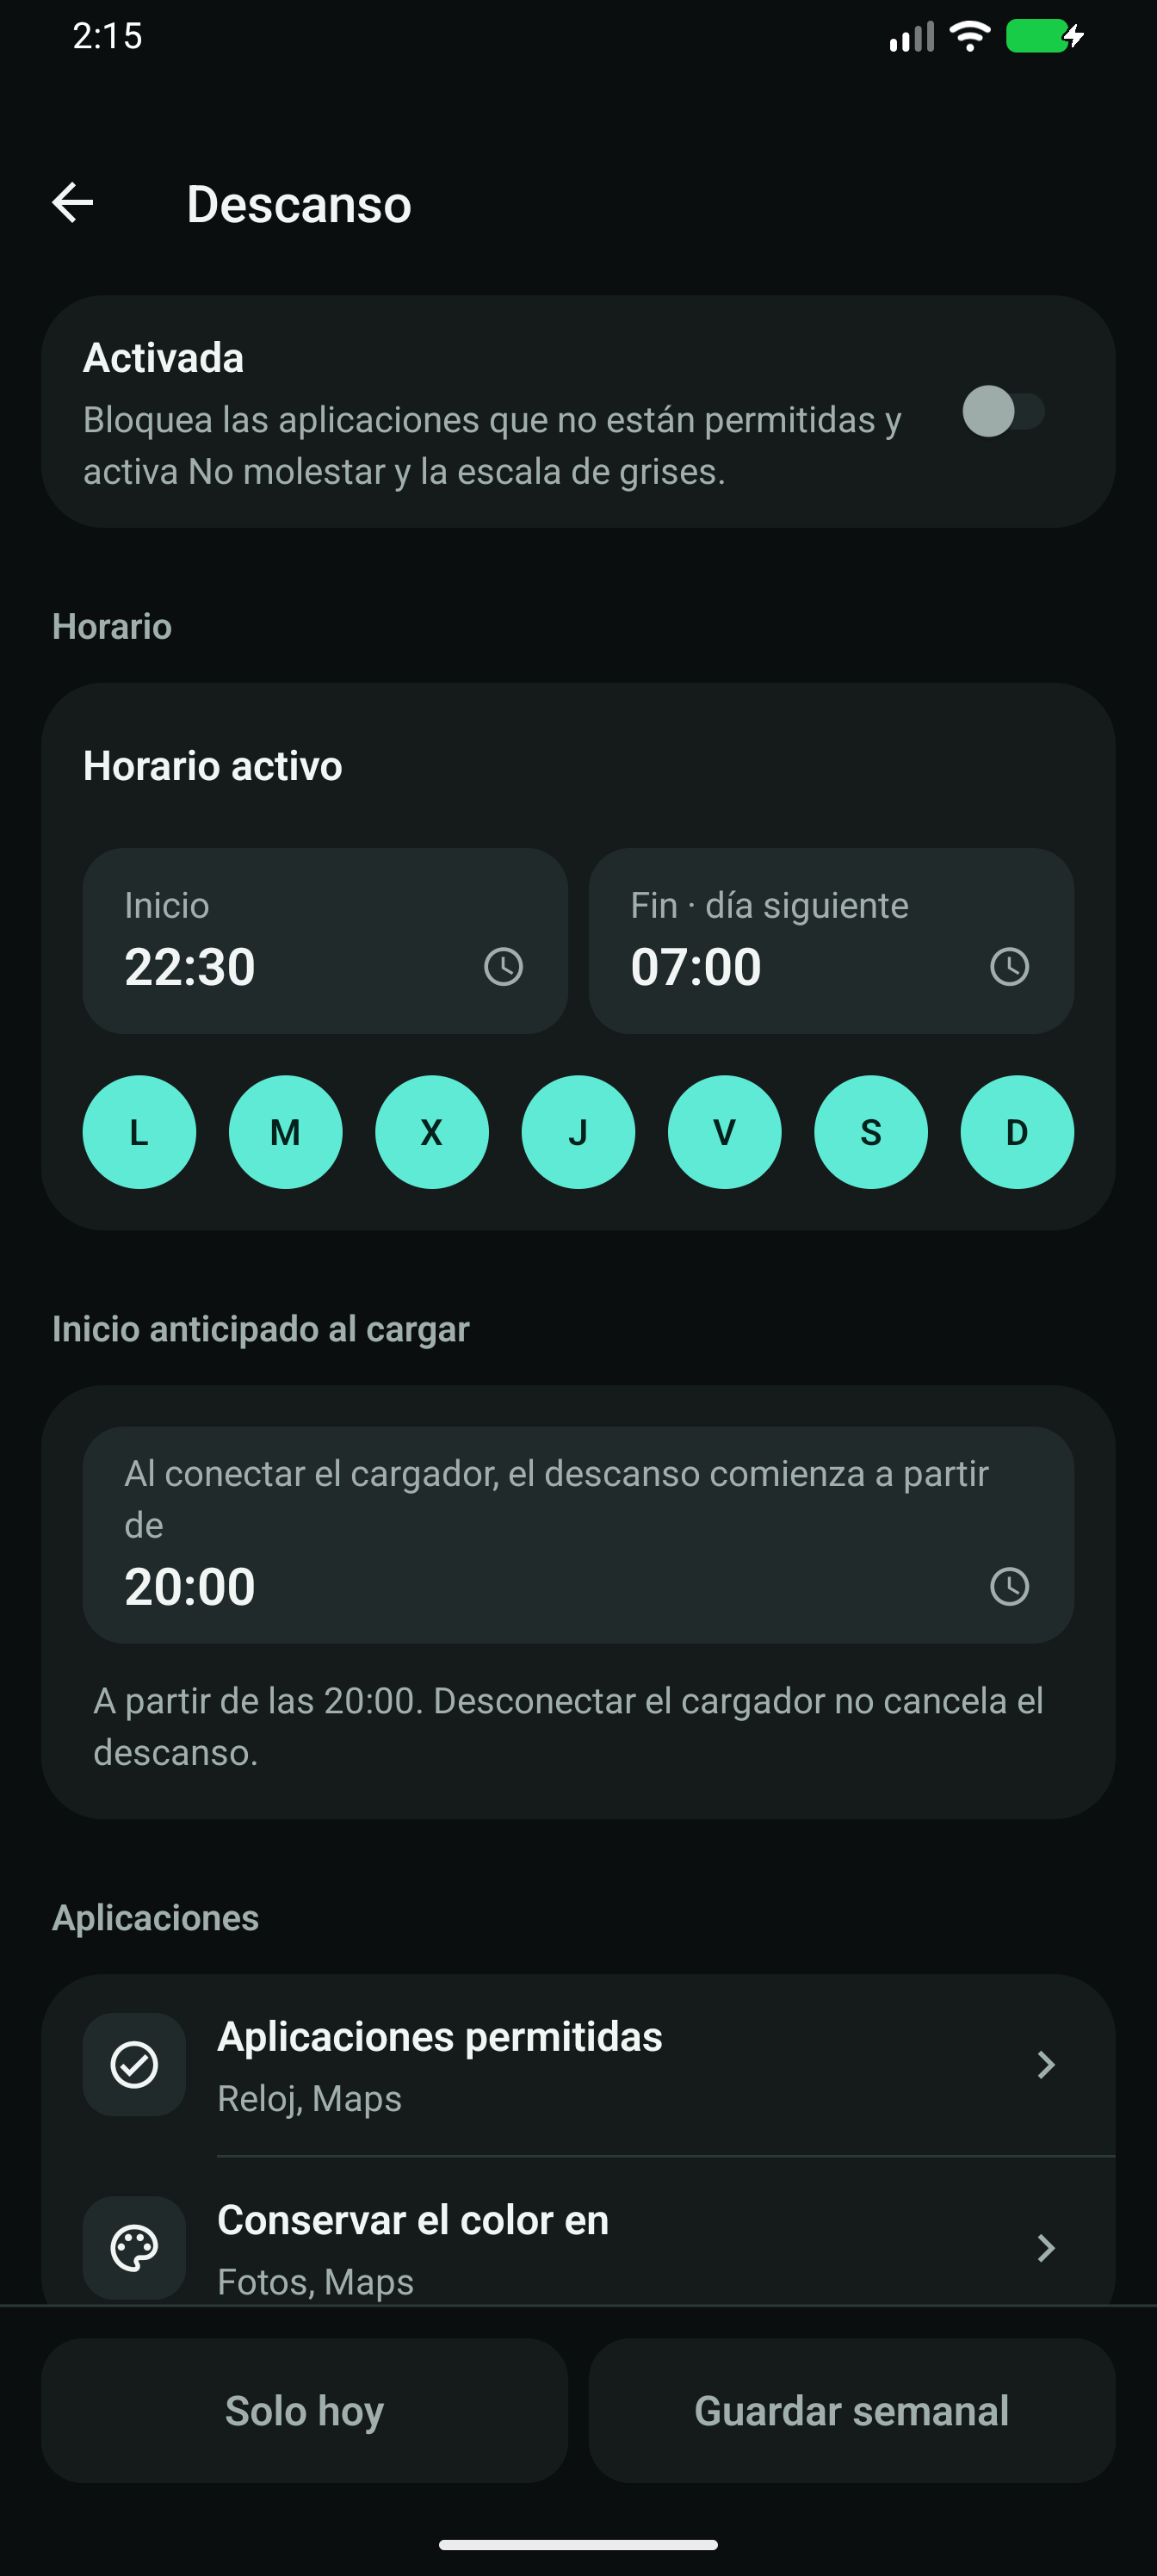 2:15
Descanso
Activada
Bloquea las aplicaciones que no están permitidas y
activa No molestar y la escala de grises.
Horario
Horario activo
Inicio
22:30
Fin · día siguiente
07:00
L M X J V S D
Inicio anticipado al cargar
Al conectar el cargador, el descanso comienza a partir
de
20:00
A partir de las 20:00. Desconectar el cargador no cancela el
descanso.
Aplicaciones
Aplicaciones permitidas
Reloj, Maps
Conservar el color en
Fotos, Maps
Solo hoy
Guardar semanal